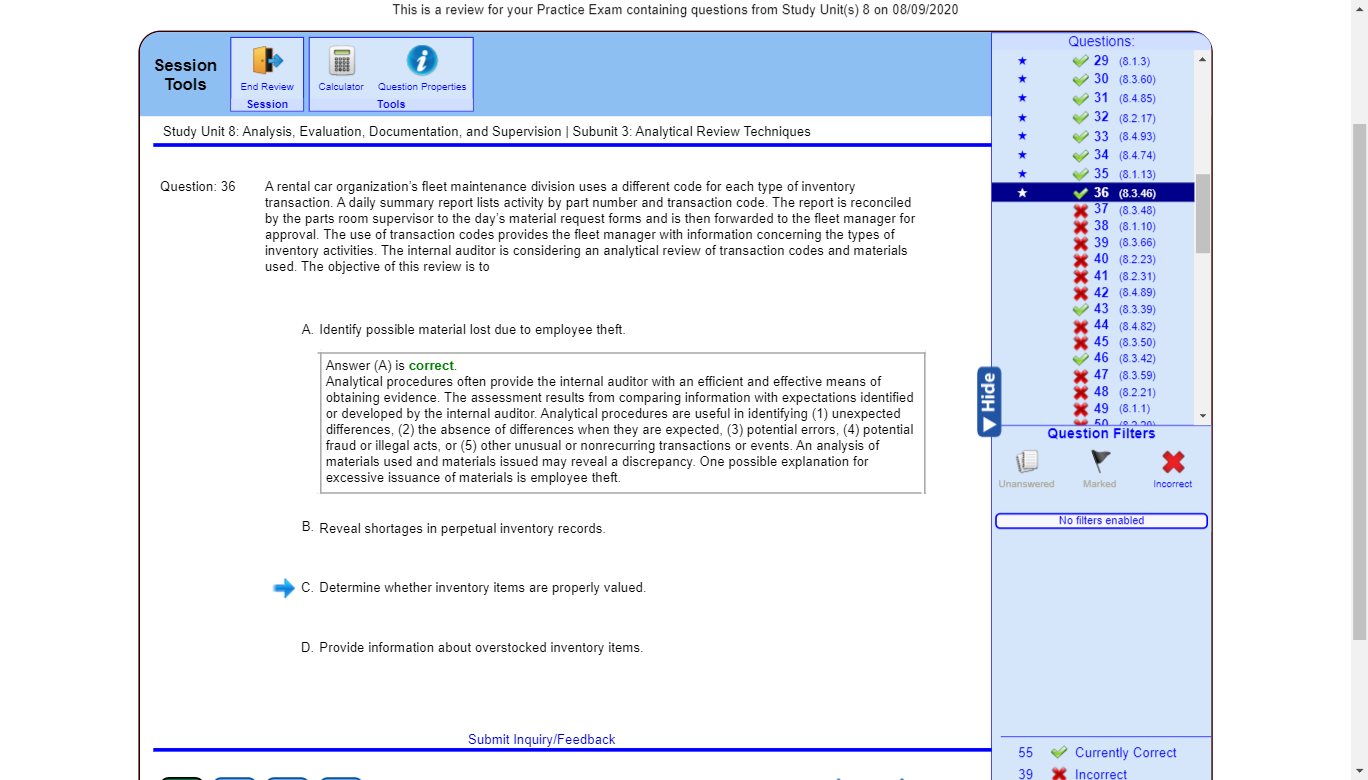 This is a review for your Practice Exam containing questions from Study Unit(s) 8 on 08/09/2020
Session
Tools
End Review
Session
Calculator
Question Properties
Tools
Study Unit 8: Analysis, Evaluation, Documentation, and Supervision | Subunit 3: Analytical Review Techniques
Question: 36
A rental car organization's fleet maintenance division uses a different code for each type of inventory
transaction. A daily summary report lists activity by part number and transaction code. The report is reconciled
by the parts room supervisor to the day's material request forms and is then forwarded to the fleet manager for
approval. The use of transaction codes provides the fleet manager with information concerning the types of
inventory activities. The internal auditor is considering an analytical review of transaction codes and materials
used. The objective of this review is to
A. Identify possible material lost due to employee theft.
Answer (A) is correct.
Analytical procedures often provide the internal auditor with an efficient and effective means of
obtaining evidence. The assessment results from comparing information with expectations identified
or developed by the internal auditor. Analytical procedures are useful in identifying (1) unexpected
differences, (2) the absence of differences when they are expected, (3) potential errors, (4) potential
fraud or illegal acts, or (5) other unusual or nonrecurring transactions or events. An analysis of
materials used and materials issued may reveal a discrepancy. One possible explanation for
excessive issuance of materials is employee theft.
B. Reveal shortages in perpetual inventory records.
C. Determine whether inventory items are properly valued.
D. Provide information about overstocked inventory items.
Submit Inquiry/Feedback
Hide
Questions:
29 (8.1.3)
30 (8.3.60)
31 (8.4.85)
32 (8.2.17)
33 (8.4.93)
34 (8.4.74)
35 (8.1.13)
36 (8.3.46)
37 (8.3.48)
38 (8.1.10)
39 (8.3.66)
40 (8.2.23)
41 (8.2.31)
42 (8.4.89)
43 (8.3.39)
44 (8.4.82)
45 (8.3.50)
46 (8.3.42)
47 (8.3.59)
48 (8.2.21)
49 (8.1.1)
50 (8.2.20)
Question Filters
Unanswered
Marked
Incorrect
No filters enabled
55 Currently Correct
39 Incorrect